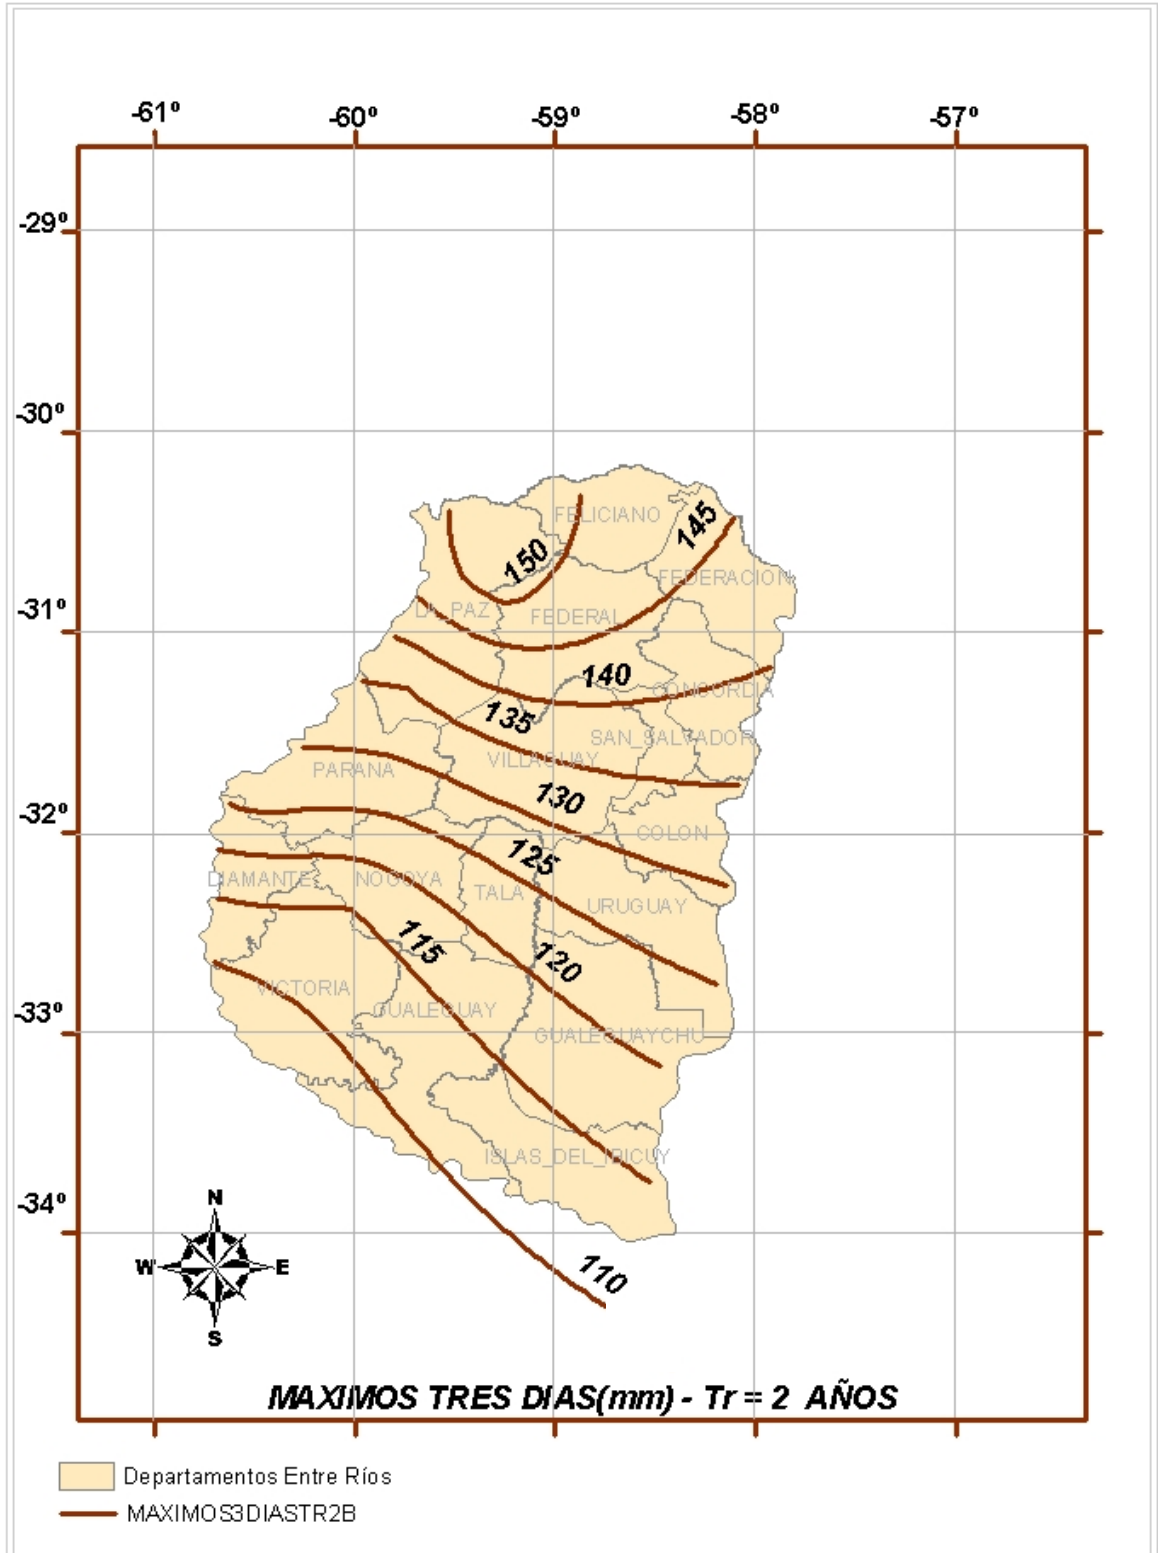 -61º
-60º
-59º
-58º
-57º
-29º
-30º
-31º
-32º
-33º
-34º
FELICIANO
145
150
FEDERACION
LA_PAZ
FEDERAL
140
CONCORDIA
135
SAN_SALVADOR
VILLAGUAY
PARANA
130
COLON
125
DIAMANTE
NOGOYA
TALA
URUGUAY
115
120
VICTORIA
GUALEGUAY
GUALEGUAYCHU
ISLAS_DEL_IBICUY
110
N
W
E
S
MAXIMOS TRES DIAS(mm) - Tr = 2 AÑOS
Departamentos Entre Ríos
MAXIMOS3DIASTR2B